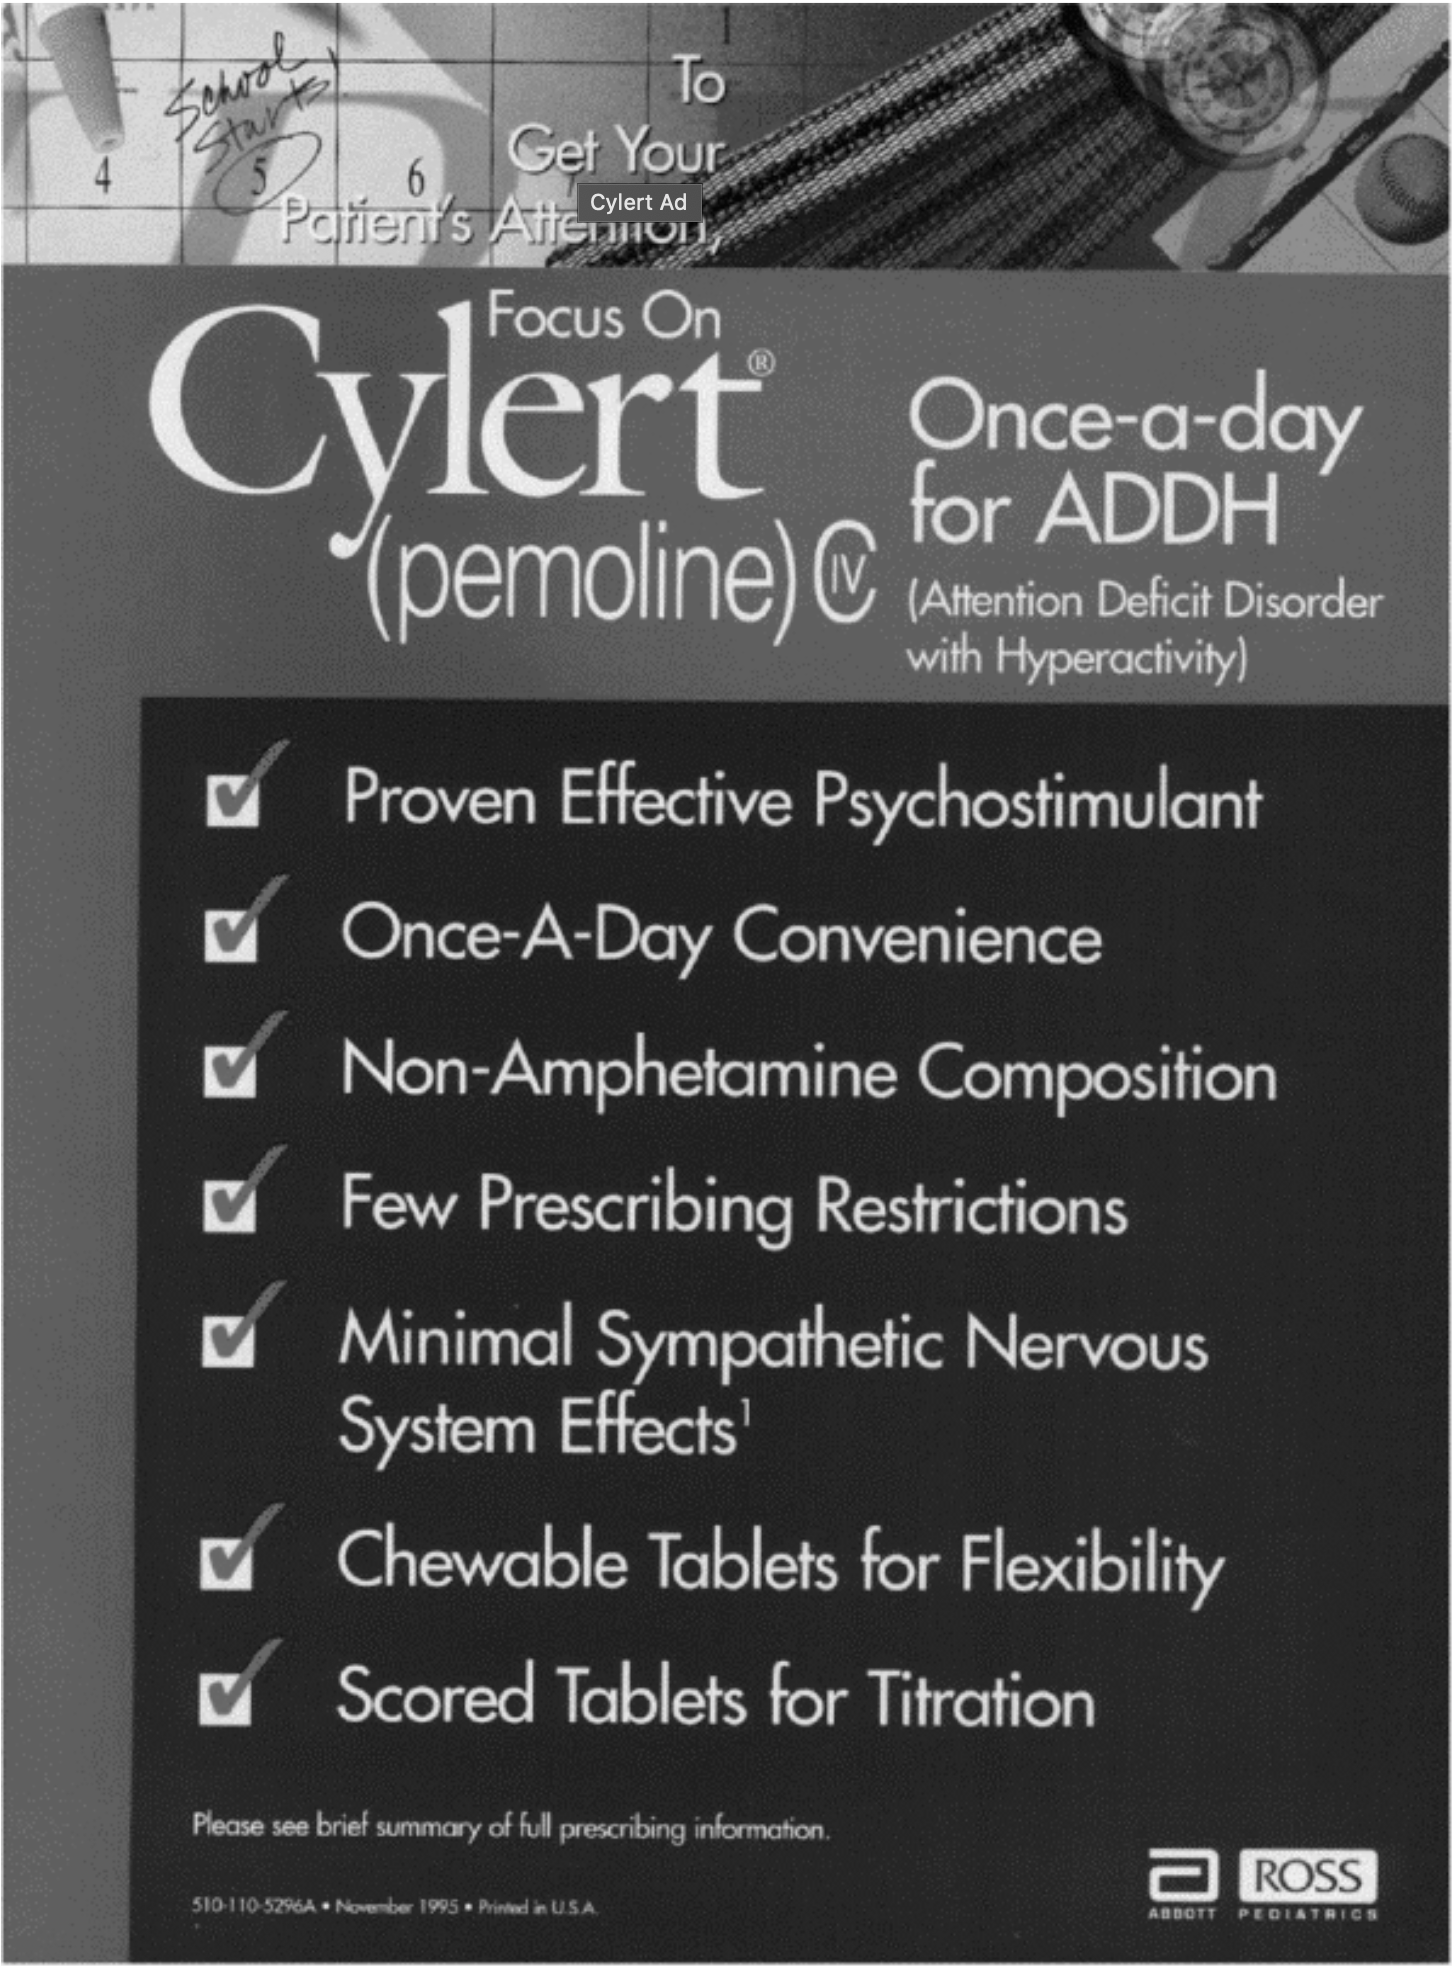 School
Starts!
4
5
6
To
Get Your
Patient's Attention,
Cylert Ad
Focus On
Cylert®
(pemoline) CIV
Once-a-day
for ADDH
(Attention Deficit Disorder
with Hyperactivity)
Proven Effective Psychostimulant
Once-A-Day Convenience
Non-Amphetamine Composition
Few Prescribing Restrictions
Minimal Sympathetic Nervous
System Effects¹
Chewable Tablets for Flexibility
Scored Tablets for Titration
Please see brief summary of full prescribing information.
510-110-5296A • November 1995 • Printed in U.S.A.
ABBOTT
ROSS
PEDIATRICS